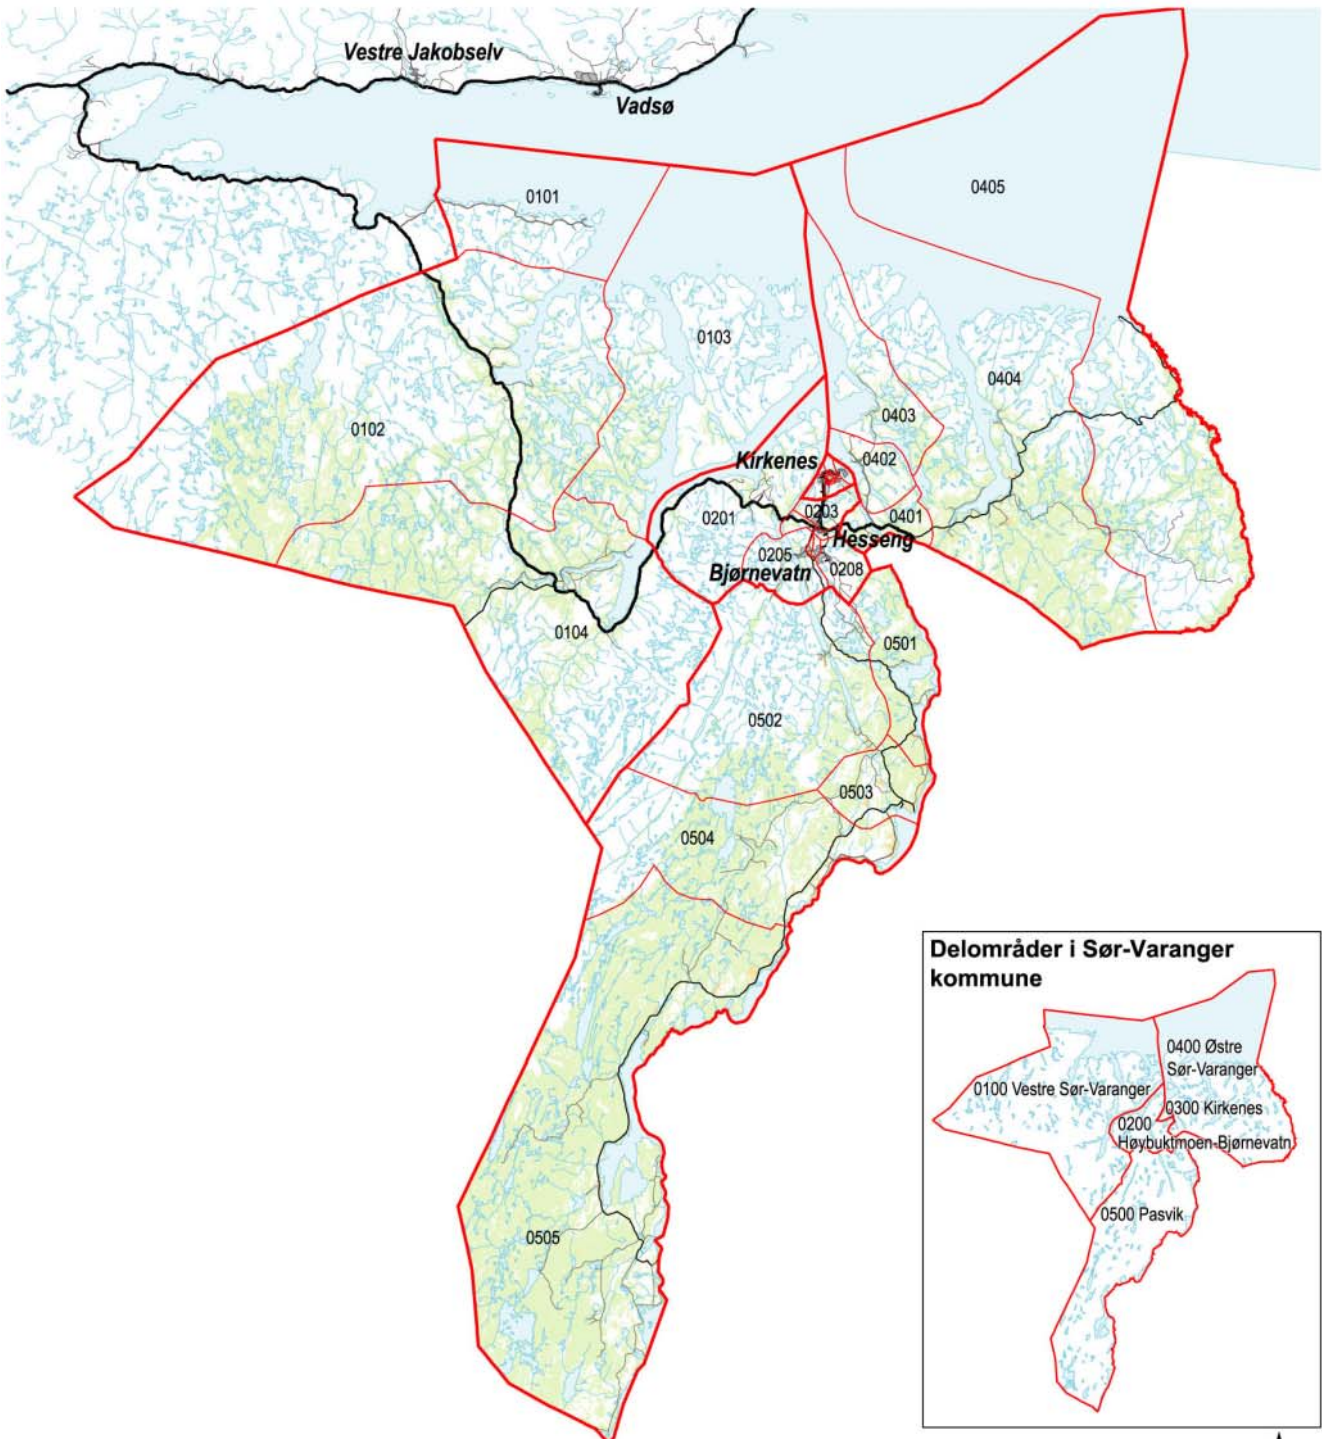 Vestre Jakobselv
Vadsø
0101
0405
0103
0404
0403
0102
0402
Kirkenes
0201
0203
0401
Hesseng
0205
Bjørnevatn
0208
0104
0501
0502
0503
0504
0505
Delområder i Sør-Varanger
kommune
0400 Østre
Sør-Varanger
0100 Vestre Sør-Varanger
0300 Kirkenes
0200
Høybuktmoen-Bjørnevatn
0500 Pasvik